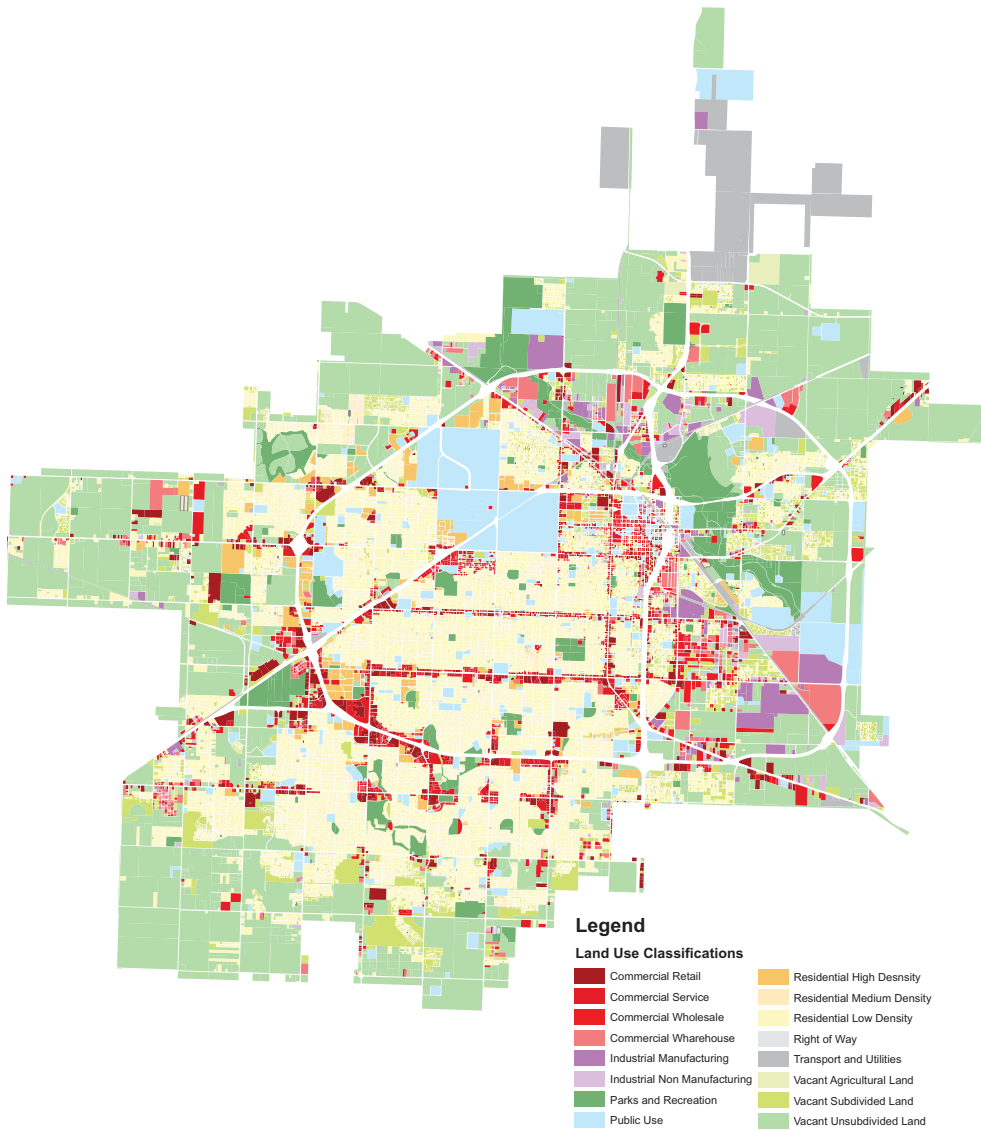 Legend
Land Use Classifications
Commercial Retail
Commercial Service
Commercial Wholesale
Commercial Wharehouse
Industrial Manufacturing
Industrial Non Manufacturing
Parks and Recreation
Public Use
Residential High Desnsity
Residential Medium Density
Residential Low Density
Right of Way
Transport and Utilities
Vacant Agricultural Land
Vacant Subdivided Land
Vacant Unsubdivided Land